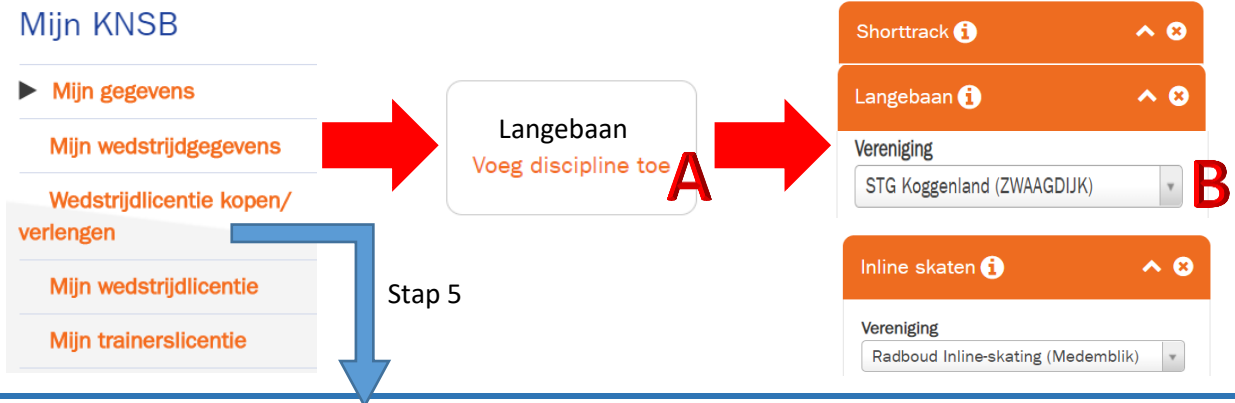 Mijn KNSB
Mijn gegevens
Mijn wedstrijdgegevens
Wedstrijdlicentie kopen/
verlengen
Mijn wedstrijdlicentie
Mijn trainerslicentie
Stap 5
Langebaan
Voeg discipline toe
A
Shorttrack
Langebaan
Vereniging
STG Koggenland (ZWAAGDIJK)
B
Inline skaten
Vereniging
Radboud Inline-skating (Medemblik)